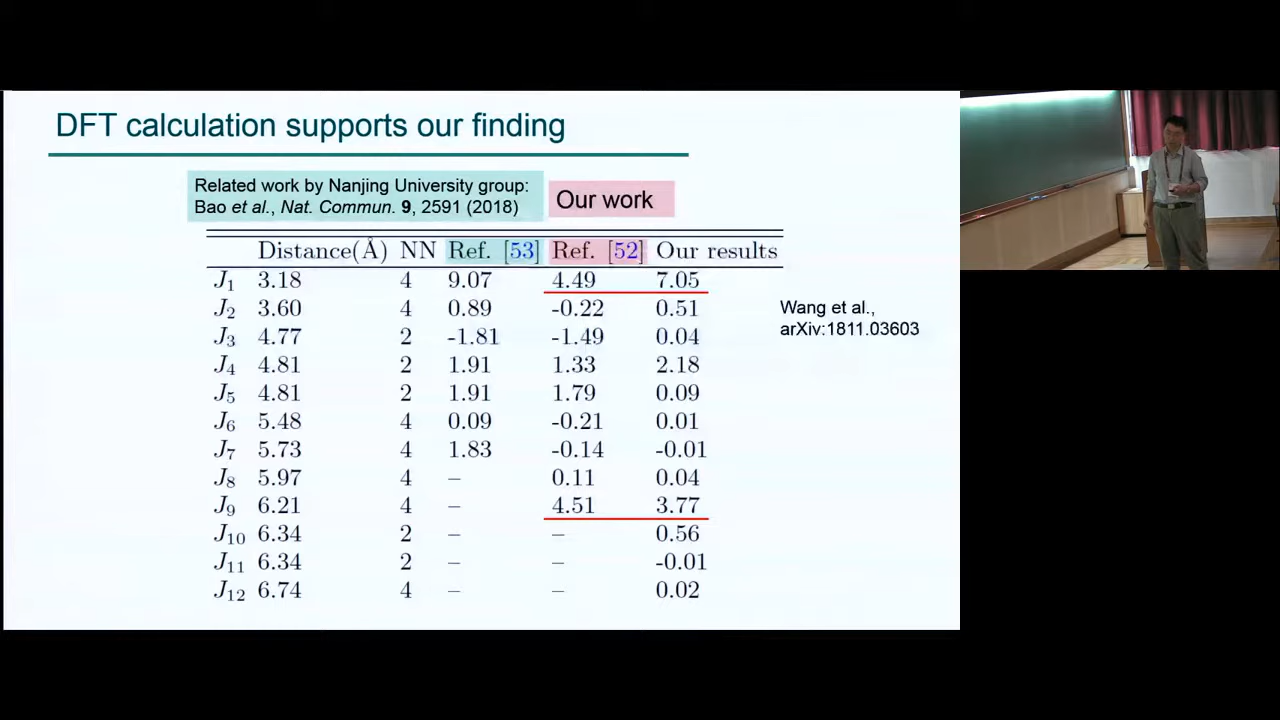 DFT calculation supports our finding
Related work by Nanjing University group:
Bao et al., Nat. Commun. 9, 2591 (2018)
Our work
Distance(Å) NN Ref. [53] Ref. [52] Our results
J1 3.18 4 9.07 4.49 7.05
J2 3.60 4 0.89 -0.22 0.51
J3 4.77 2 -1.81 -1.49 0.04
J4 4.81 2 1.91 1.33 2.18
J5 4.81 2 1.91 1.79 0.09
J6 5.48 4 0.09 -0.21 0.01
J7 5.73 4 1.83 -0.14 -0.01
J8 5.97 4 – 0.11 0.04
J9 6.21 4 – 4.51 3.77
J10 6.34 2 – – 0.56
J11 6.34 2 – – -0.01
J12 6.74 4 – – 0.02
Wang et al.,
arXiv:1811.03603